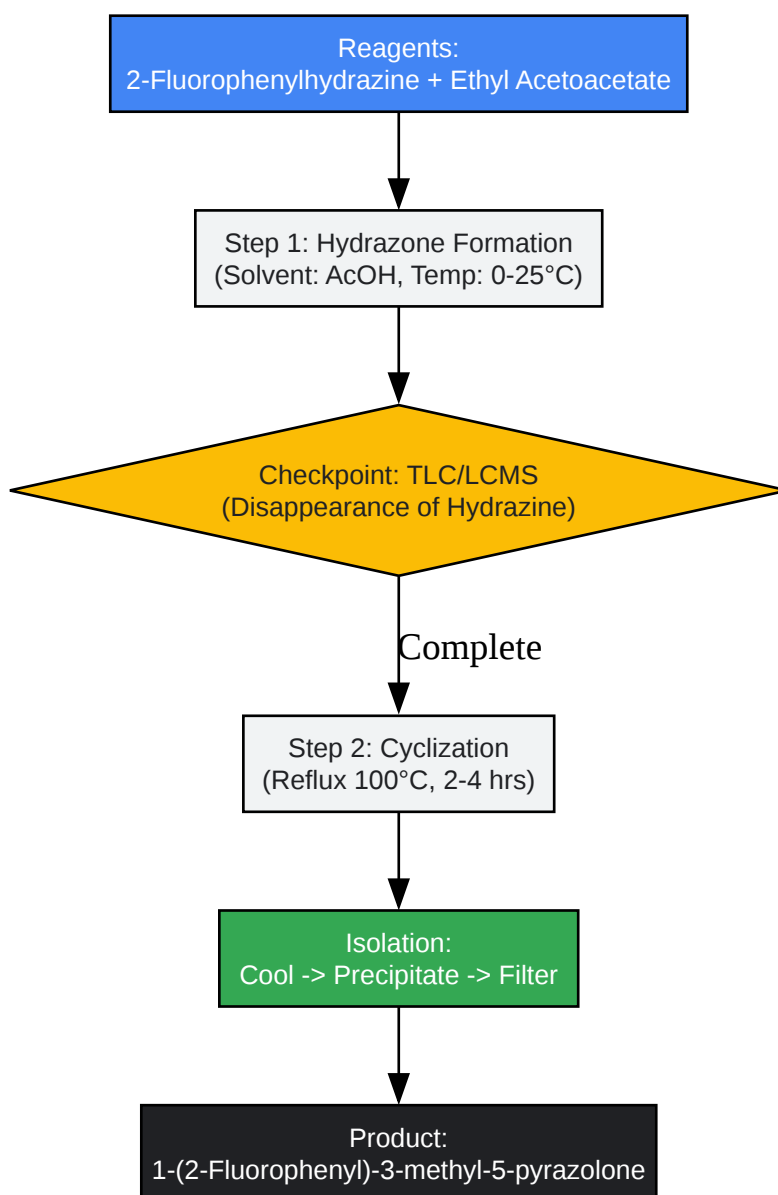 Reagents:
2-Fluorophenylhydrazine + Ethyl Acetoacetate
Step 1: Hydrazone Formation
(Solvent: AcOH, Temp: 0-25°C)
Checkpoint: TLC/LCMS
(Disappearance of Hydrazine)
Complete
Step 2: Cyclization
(Reflux 100°C, 2-4 hrs)
Isolation:
Cool -> Precipitate -> Filter
Product:
1-(2-Fluorophenyl)-3-methyl-5-pyrazolone